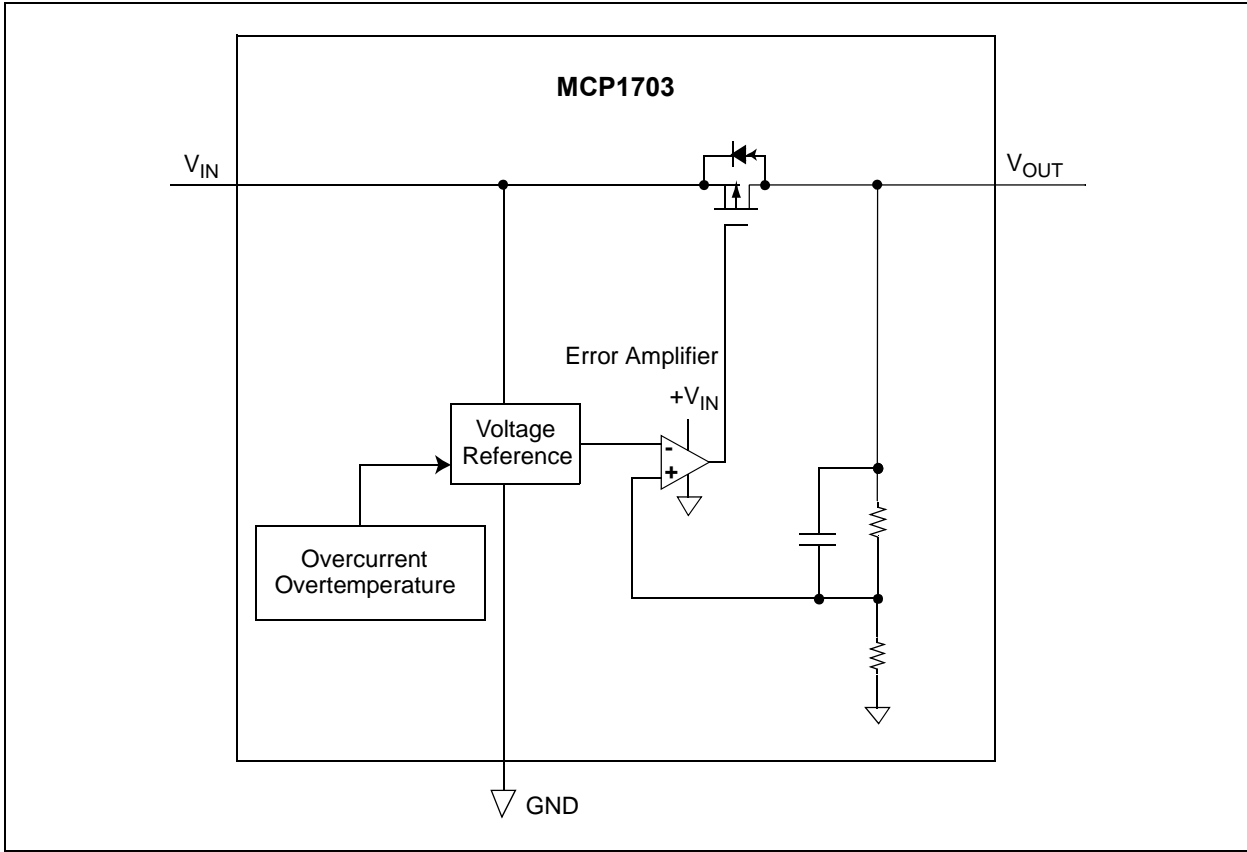 MCP1703
V_IN
V_OUT
Error Amplifier
+V_IN
Voltage
Reference
-
+
Overcurrent
Overtemperature
GND